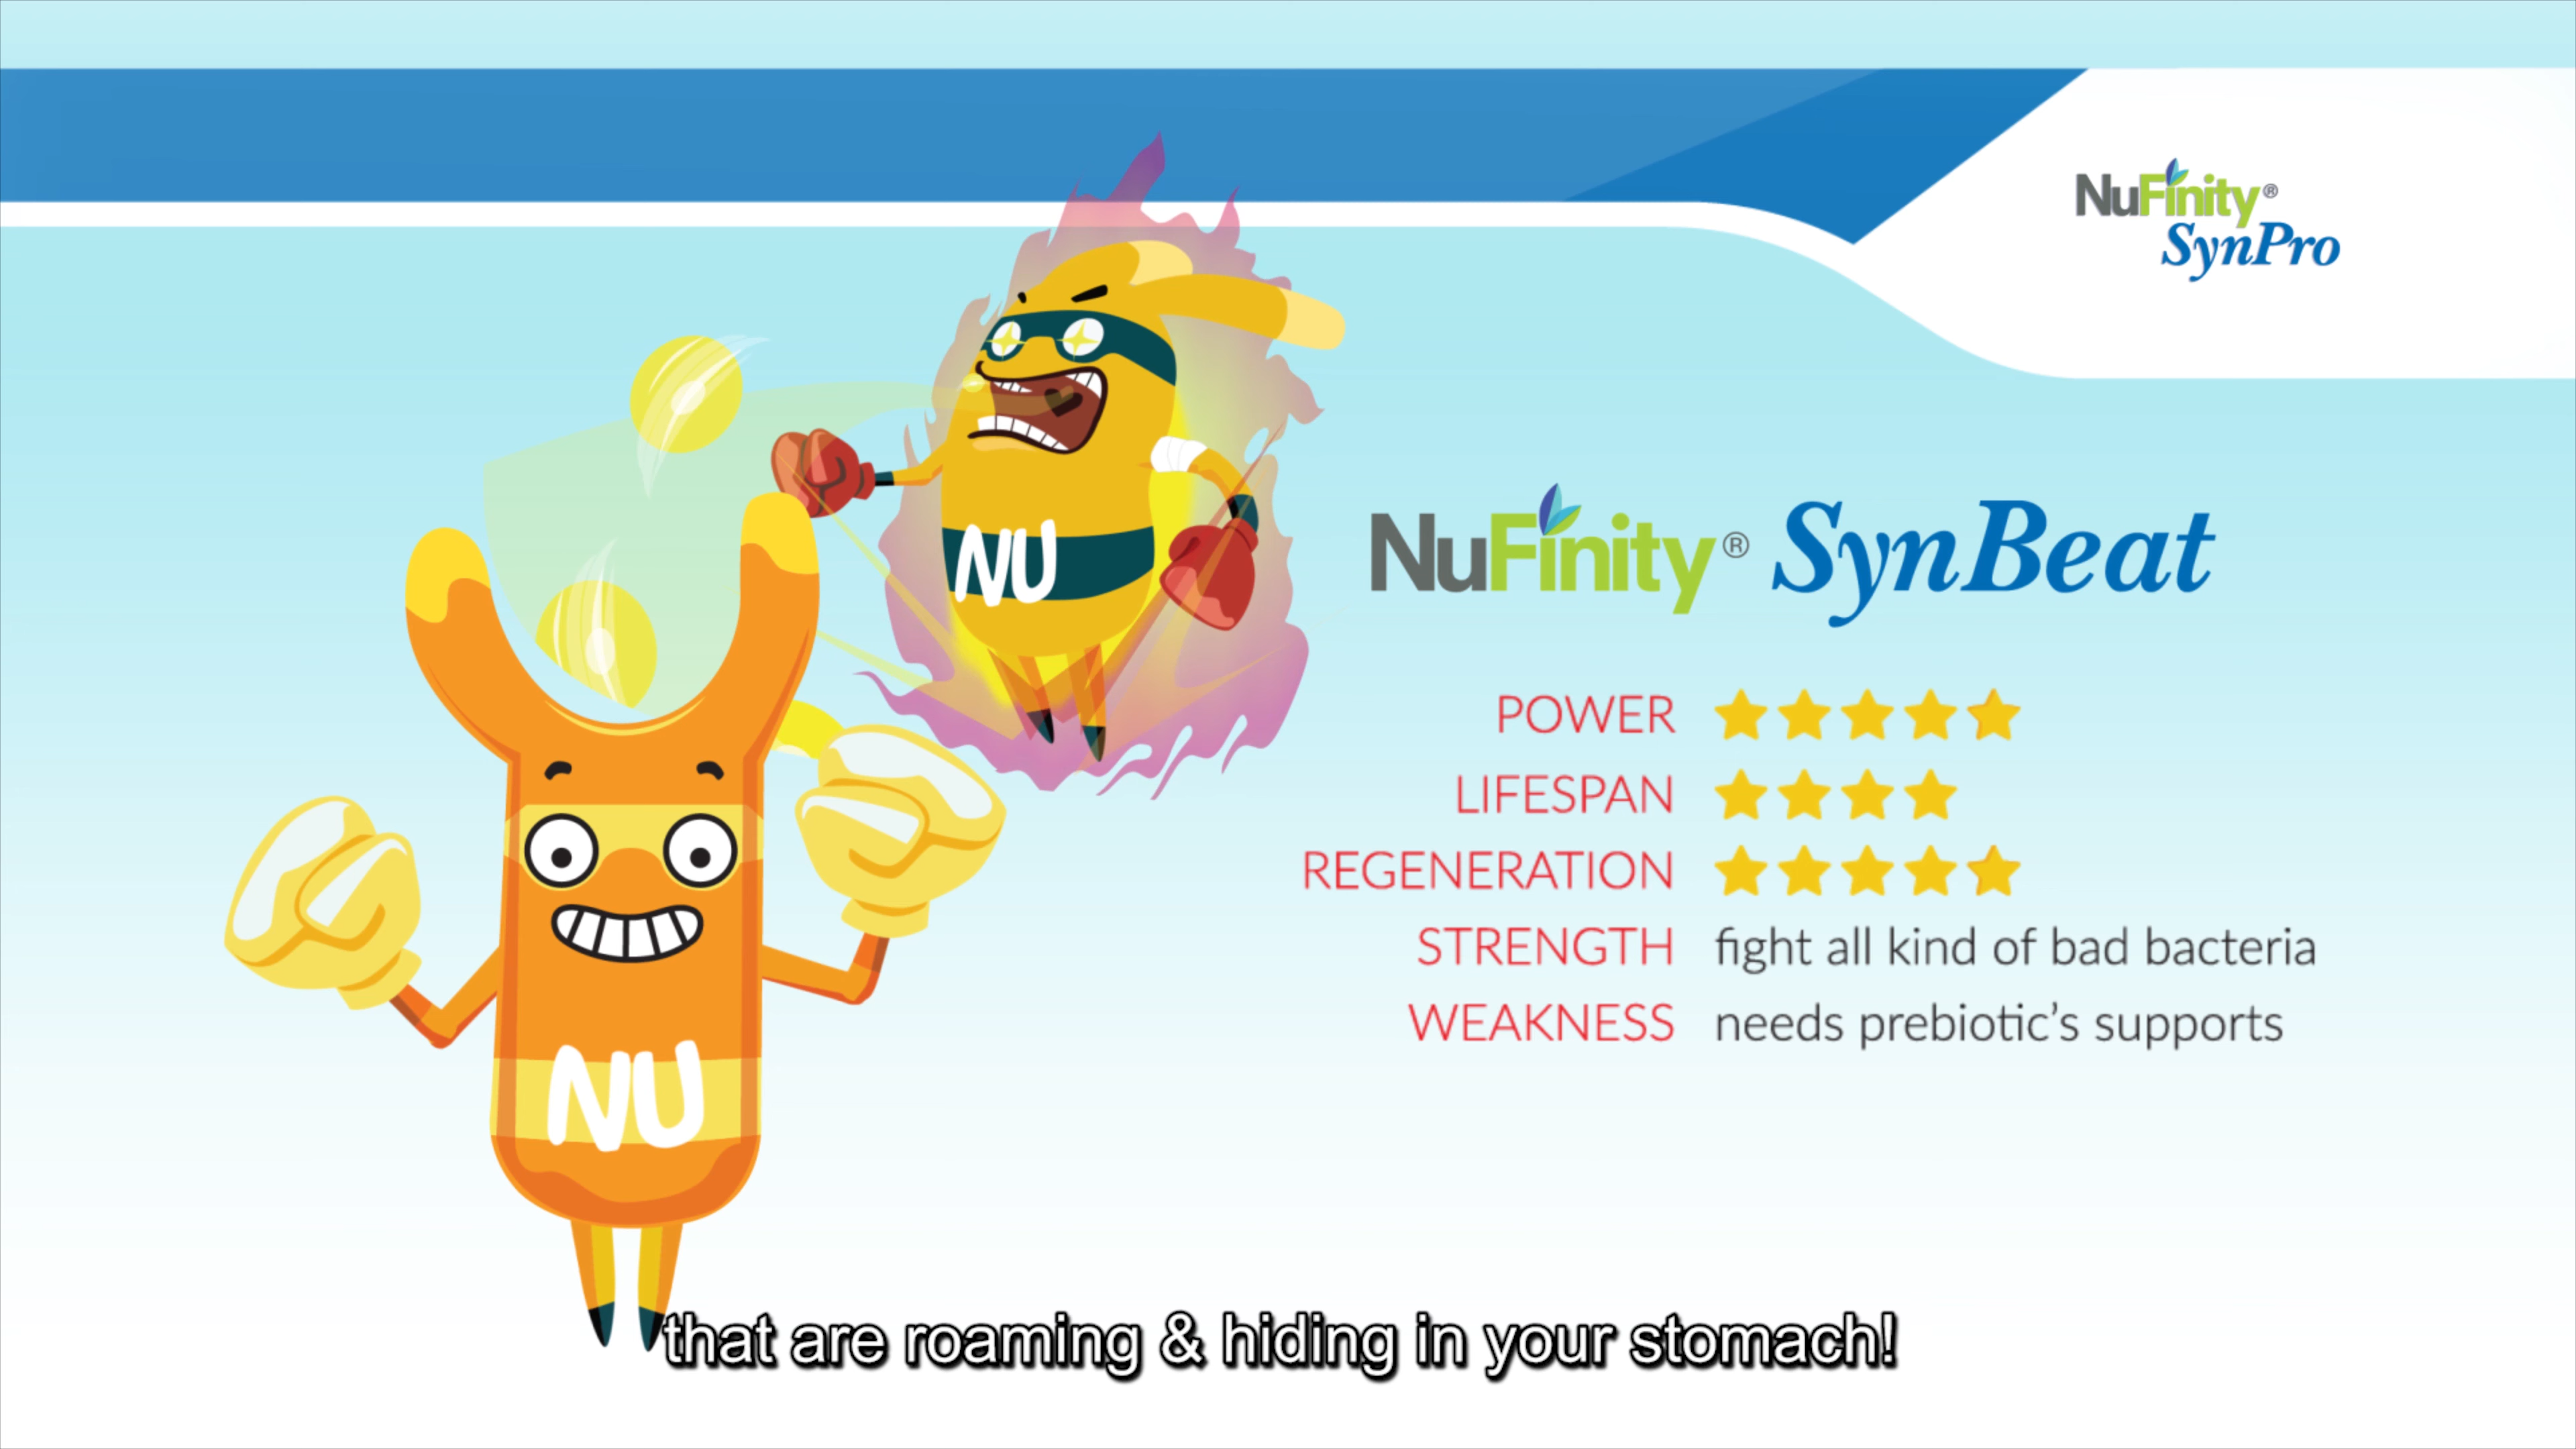 NuFinity®
SynPro
NU
NuFinity® SynBeat
POWER
LIFESPAN
REGENERATION
STRENGTH fight all kind of bad bacteria
WEAKNESS needs prebiotic's supports
NU
that are roaming & hiding in your stomach!